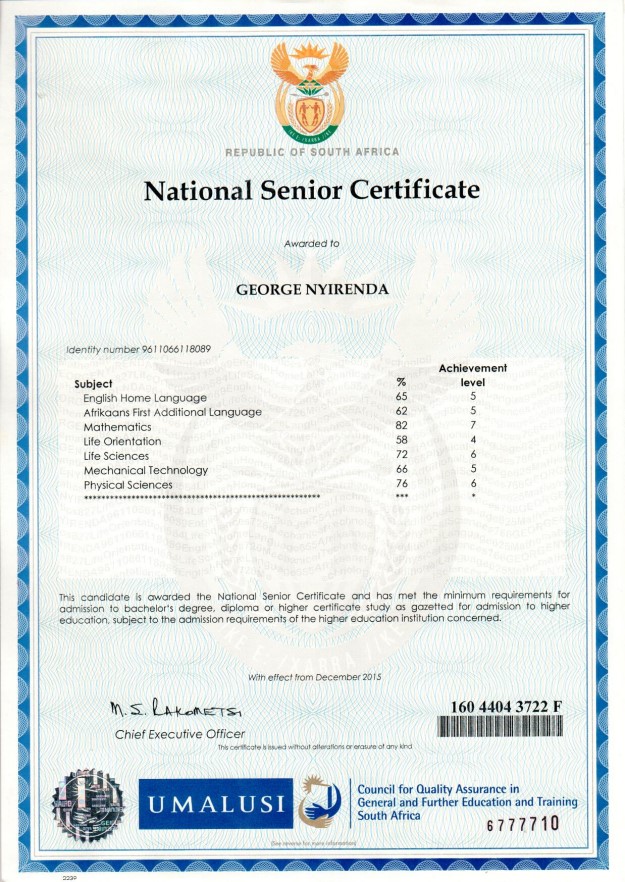 REPUBLIC OF SOUTH AFRICA
National Senior Certificate
Awarded to
GEORGE NYIRENDA
Identity number 9611066118089
Subject % Achievement level
English Home Language 65 5
Afrikaans First Additional Language 62 5
Mathematics 82 7
Life Orientation 58 4
Life Sciences 72 6
Mechanical Technology 66 5
Physical Sciences 76 6
******************************************************** *** *
This candidate is awarded the National Senior Certificate and has met the minimum requirements for
admission to bachelor's degree, diploma or higher certificate study as gazetted for admission to higher
education, subject to the admission requirements of the higher education institution concerned.
With effect from December 2015
M. S. RAKOMETSI
160 4404 3722 F
Chief Executive Officer
This certificate is issued without alterations or erasure of any kind
UMALUSI
Council for Quality Assurance in
General and Further Education and Training
South Africa
6777710
(See reverse for more information)